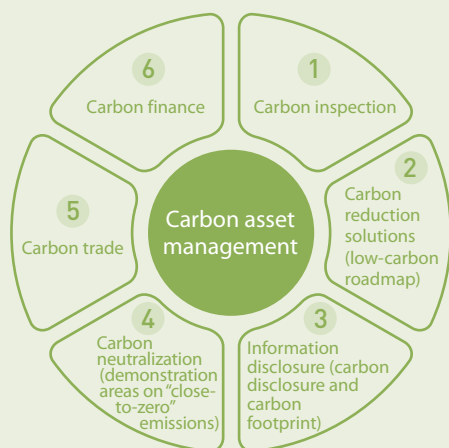 Carbon asset
management
1
Carbon inspection
2
Carbon
reduction
solutions
(low-carbon
roadmap)
3
Information
disclosure (carbon
disclosure and
carbon
footprint)
4
Carbon
neutralization
(demonstration
areas on “close-
to-zero”
emissions)
5
Carbon trade
6
Carbon finance